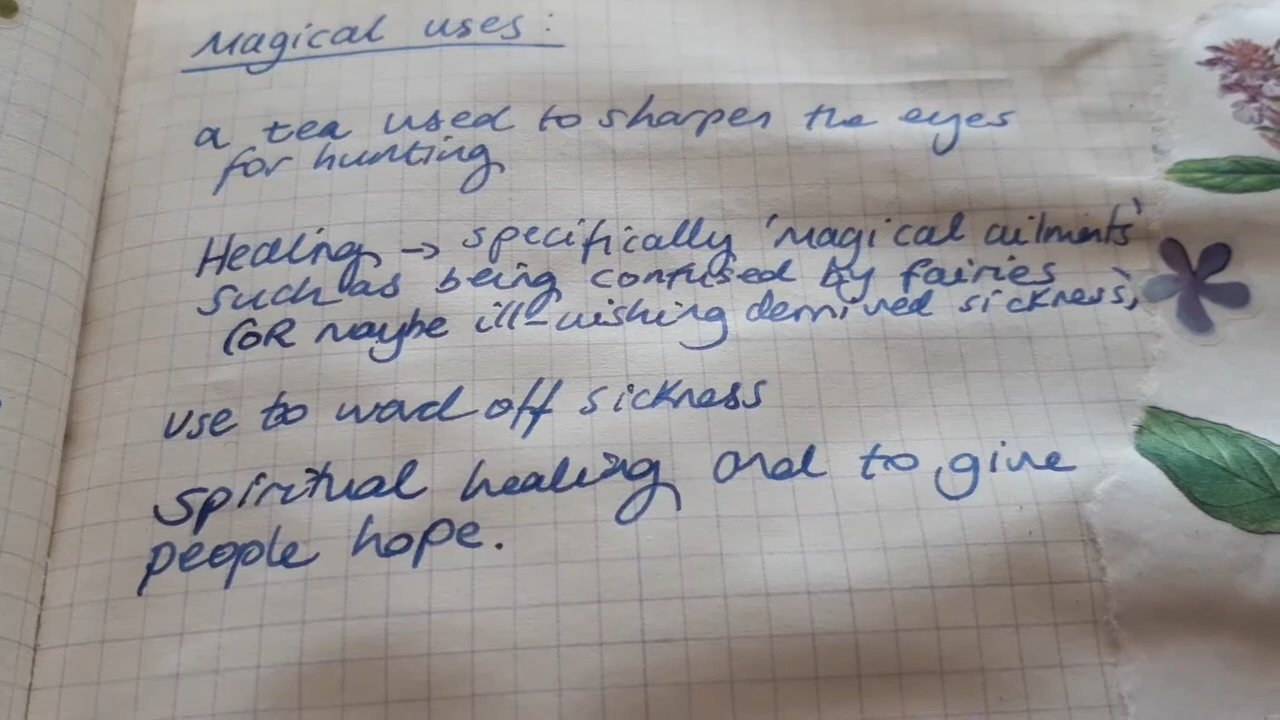 Magical uses:
a tea used to sharpen the eyes
for hunting
Healing → specifically 'magical ailments'
such as being confused by fairies
(OR maybe ill-wishing derrived sickness)
use to ward off sickness
spiritual healing and to give
people hope.